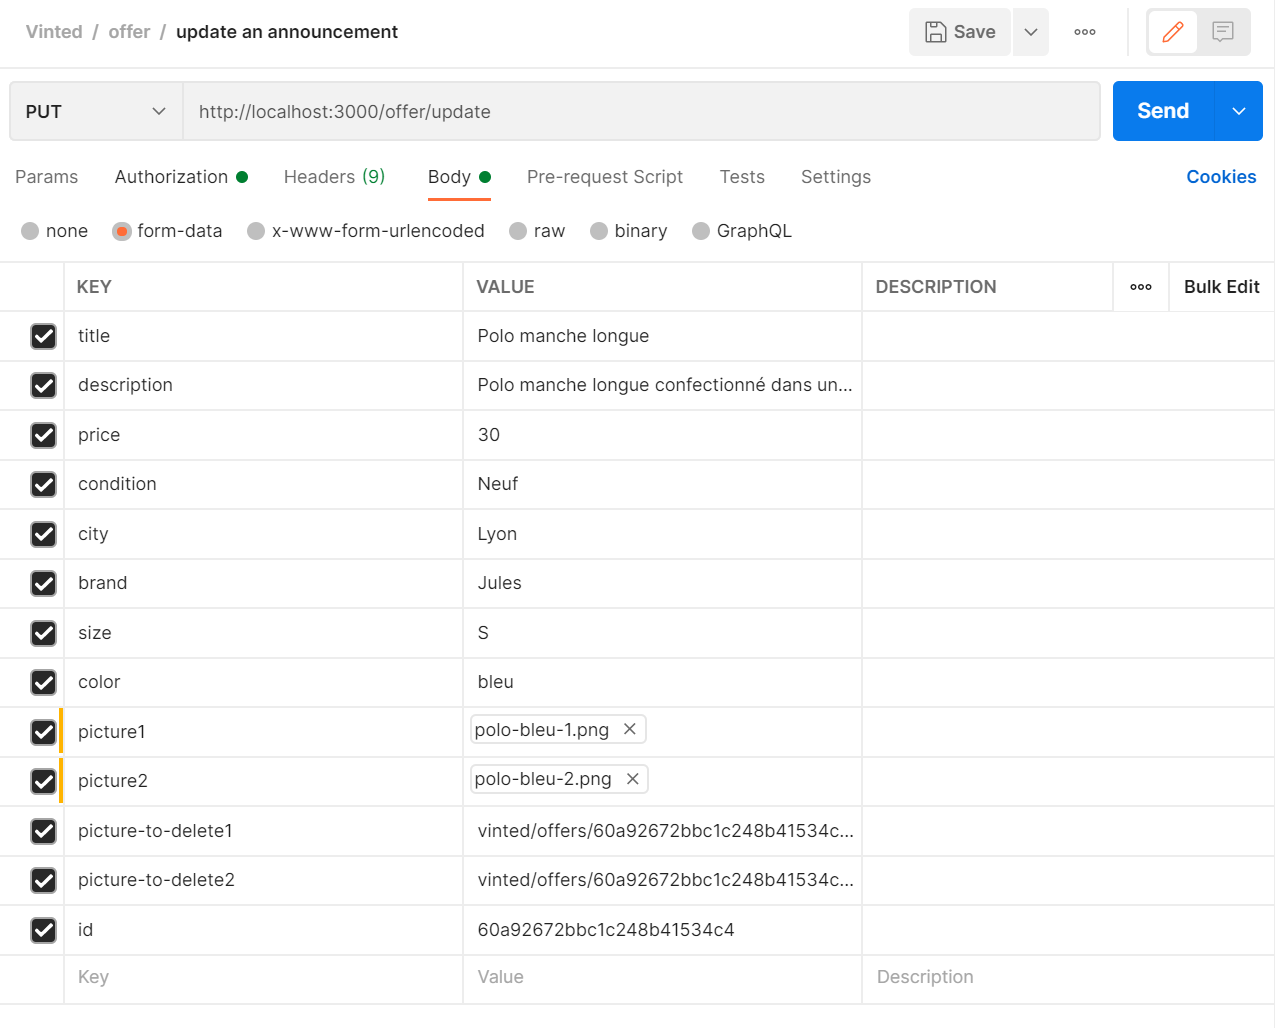 Vinted / offer / update an announcement
Save
PUT
http://localhost:3000/offer/update
Send
Params Authorization Headers (9) Body Pre-request Script Tests Settings Cookies
none form-data x-www-form-urlencoded raw binary GraphQL
KEY VALUE DESCRIPTION Bulk Edit
title Polo manche longue
description Polo manche longue confectionné dans un...
price 30
condition Neuf
city Lyon
brand Jules
size S
color bleu
picture1 polo-bleu-1.png
picture2 polo-bleu-2.png
picture-to-delete1 vinted/offers/60a92672bbc1c248b41534c...
picture-to-delete2 vinted/offers/60a92672bbc1c248b41534c...
id 60a92672bbc1c248b41534c4
Key Value Description